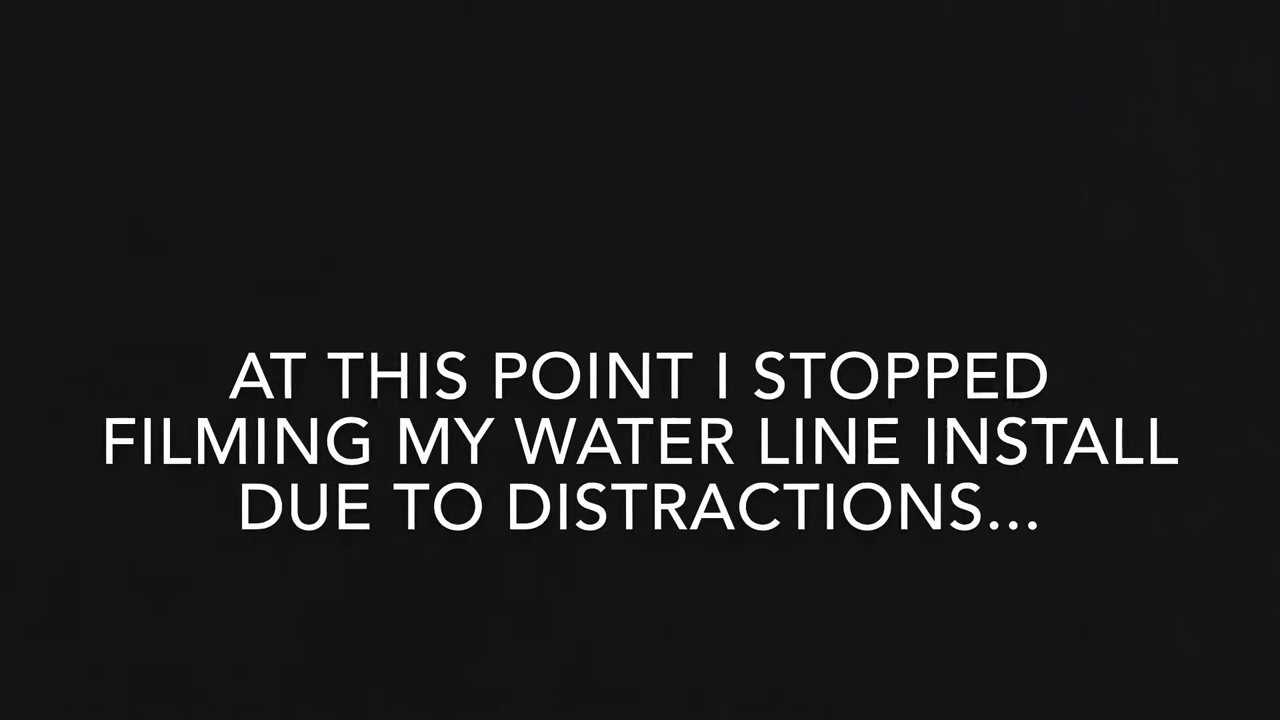 AT THIS POINT I STOPPED
FILMING MY WATER LINE INSTALL
DUE TO DISTRACTIONS...